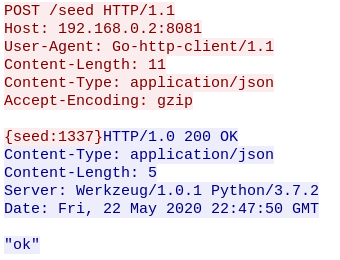 POST /seed HTTP/1.1
Host: 192.168.0.2:8081
User-Agent: Go-http-client/1.1
Content-Length: 11
Content-Type: application/json
Accept-Encoding: gzip

{seed:1337}HTTP/1.0 200 OK
Content-Type: application/json
Content-Length: 5
Server: Werkzeug/1.0.1 Python/3.7.2
Date: Fri, 22 May 2020 22:47:50 GMT

"ok"